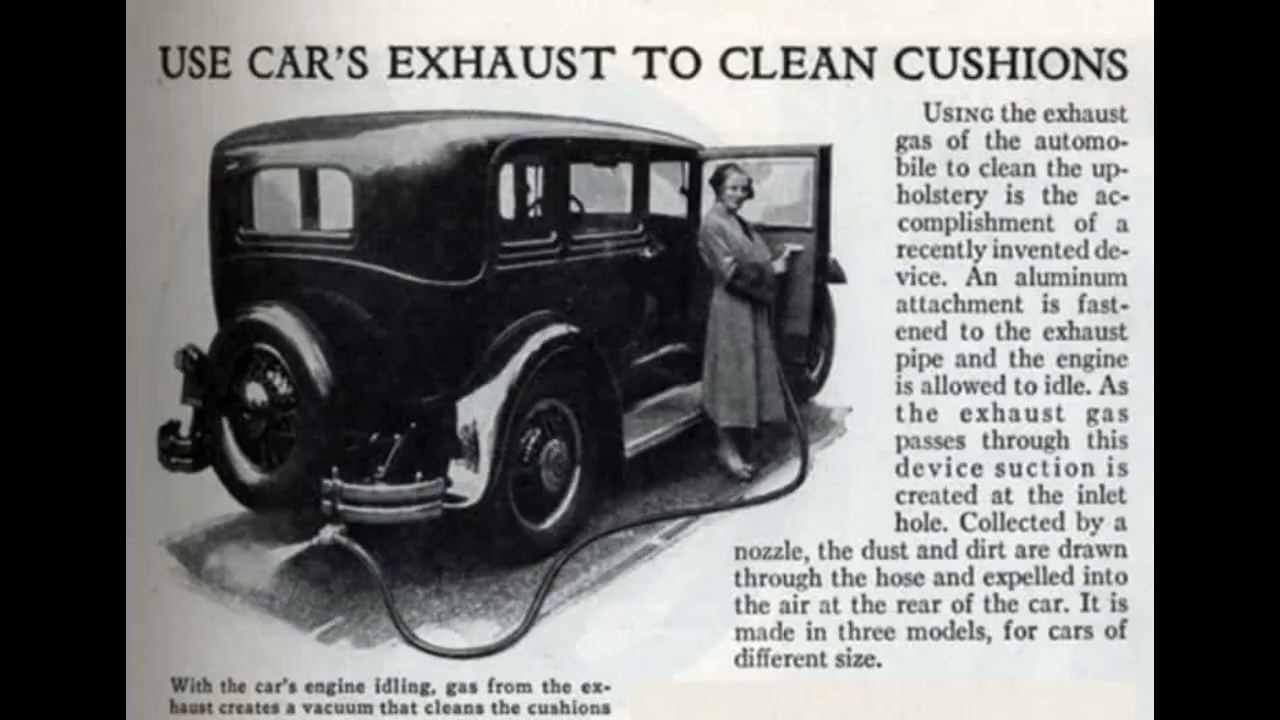 USE CAR'S EXHAUST TO CLEAN CUSHIONS
USING the exhaust
gas of the automo-
bile to clean the up-
holstery is the ac-
complishment of a
recently invented de-
vice. An aluminum
attachment is fast-
ened to the exhaust
pipe and the engine
is allowed to idle. As
the exhaust gas
passes through this
device suction is
created at the inlet
hole. Collected by a
nozzle, the dust and dirt are drawn
through the hose and expelled into
the air at the rear of the car. It is
made in three models, for cars of
different size.
With the car's engine idling, gas from the ex-
haust creates a vacuum that cleans the cushions